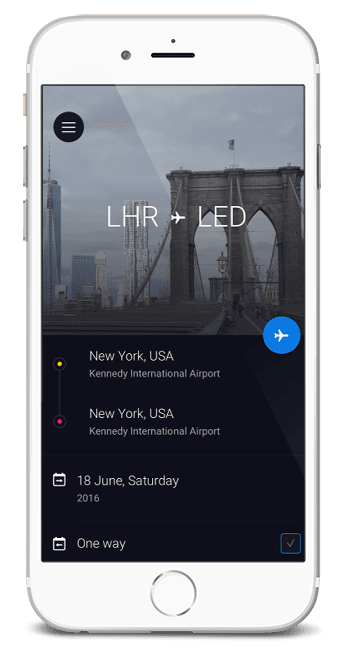 LHR LED
New York, USA
Kennedy International Airport
New York, USA
Kennedy International Airport
18 June, Saturday
2016
One way